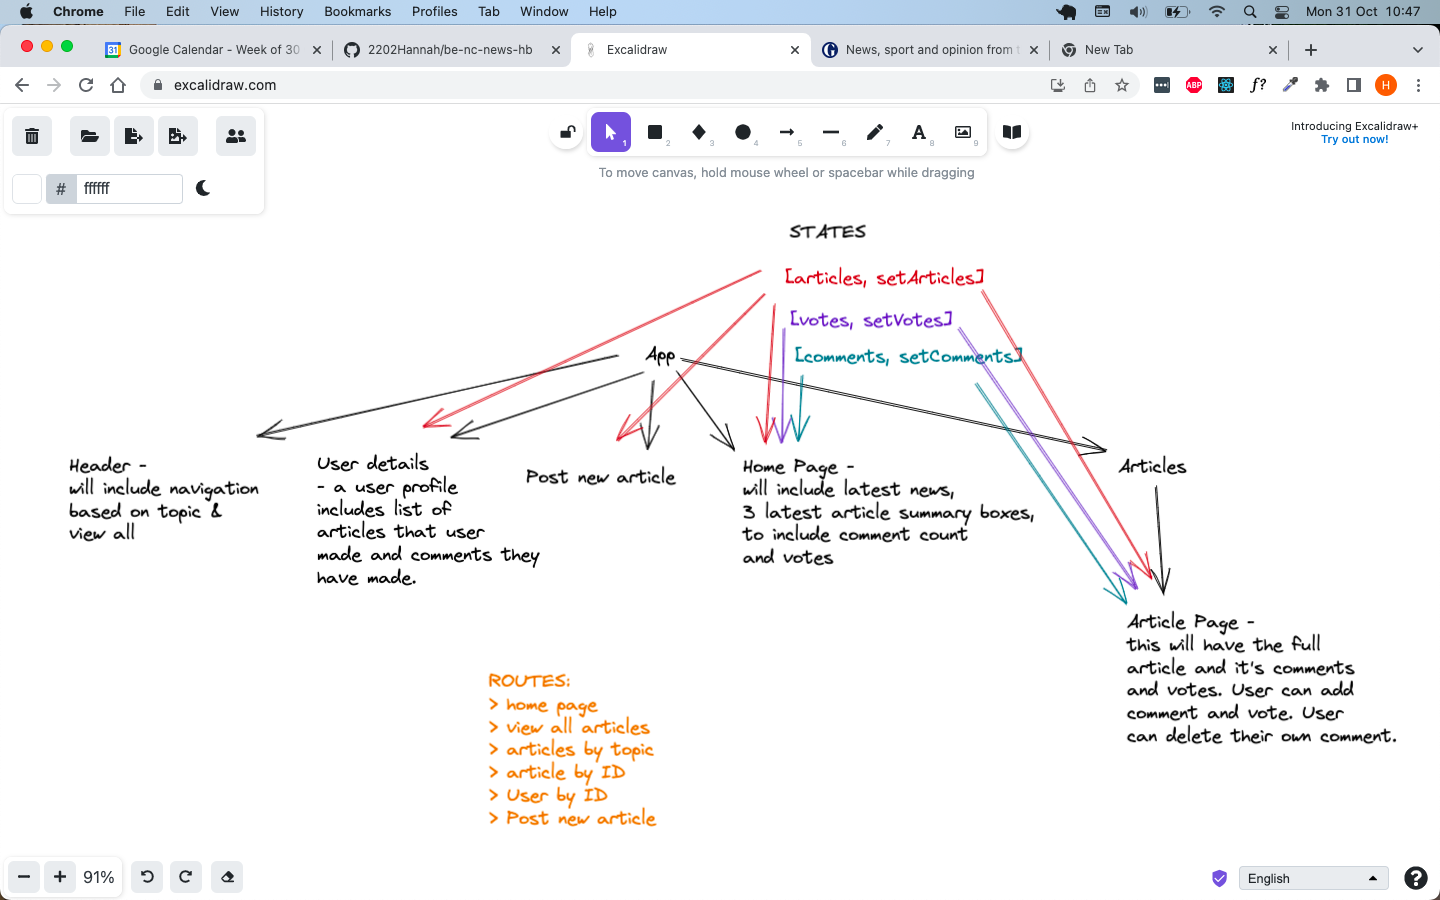 Chrome File Edit View History Bookmarks Profiles Tab Window Help Mon 31 Oct 10:47
31 Google Calendar - Week of 30
2202Hannah/be-nc-news-hb
Excalidraw
News, sport and opinion from t
New Tab
excalidraw.com
ABP
f?
H
1 2 3 4 5 6 7 A 8 9
Introducing Excalidraw+
Try out now!
# ffffff
To move canvas, hold mouse wheel or spacebar while dragging
STATES
[articles, setArticles]
[votes, setVotes]
[comments, setComments]
App
Header -
will include navigation
based on topic &
view all
User details
- a user profile
includes list of
articles that user
made and comments they
have made.
Post new article
Home Page -
will include latest news,
3 latest article summary boxes,
to include comment count
and votes
Articles
Article Page -
this will have the full
article and it's comments
and votes. User can add
comment and vote. User
can delete their own comment.
ROUTES:
> home page
> view all articles
> articles by topic
> article by ID
> User by ID
> Post new article
91%
English
?